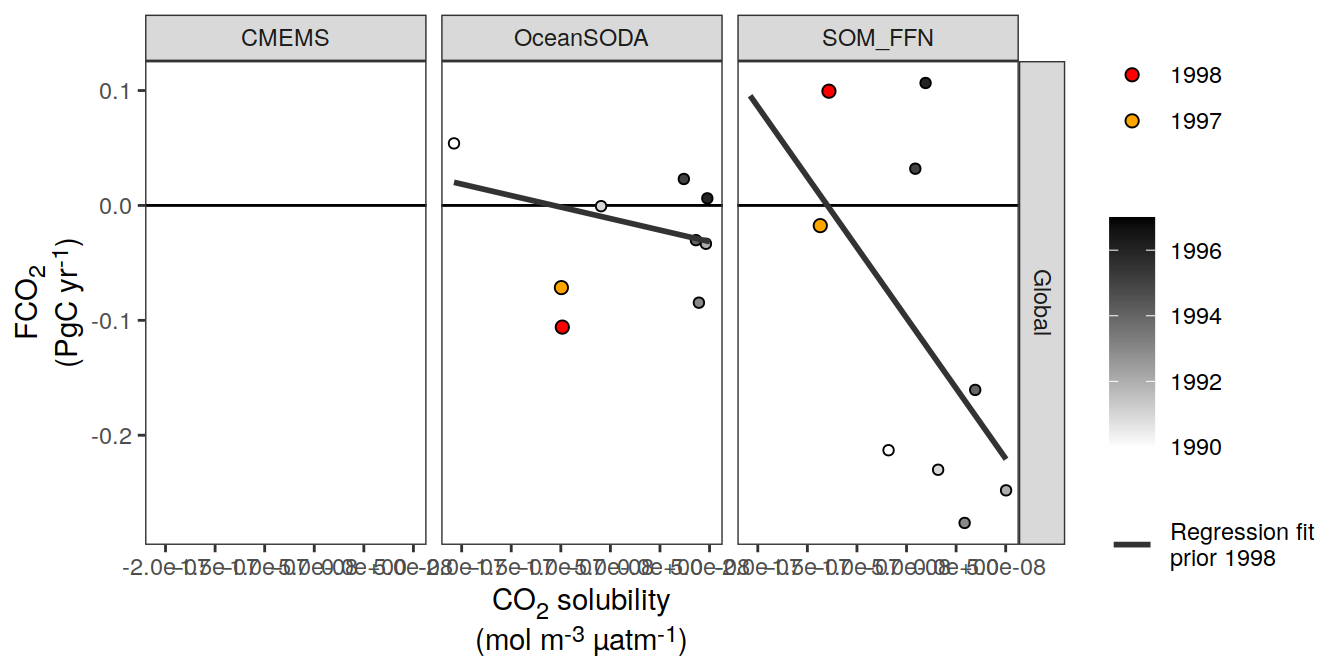 CMEMS
OceanSODA
SOM_FFN
0.1
0.0
-0.1
-0.2
FCO2
(PgC yr-1)
Global
CO2 solubility
(mol m-3 µatm-1)
1998
1997
1996
1994
1992
1990
Regression fit
prior 1998